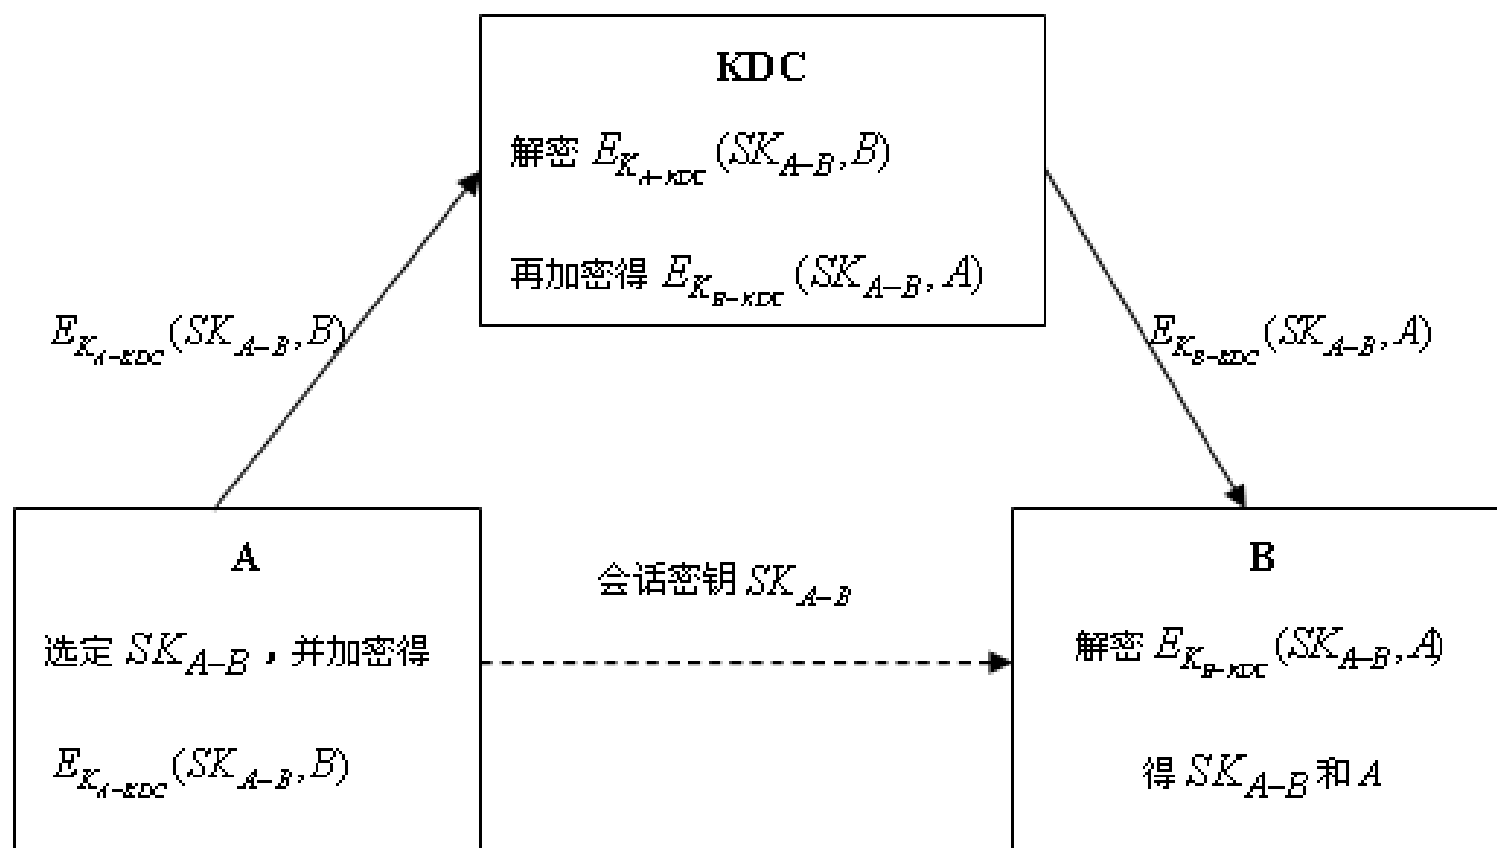 KDC
解密 E_{K_{A-KDC}}(SK_{A-B}, B)
再加密得 E_{K_{B-KDC}}(SK_{A-B}, A)
E_{K_{A-KDC}}(SK_{A-B}, B)
E_{K_{B-KDC}}(SK_{A-B}, A)
A
选定 SK_{A-B}，并加密得
E_{K_{A-KDC}}(SK_{A-B}, B)
会话密钥 SK_{A-B}
B
解密 E_{K_{B-KDC}}(SK_{A-B}, A)
得 SK_{A-B} 和 A